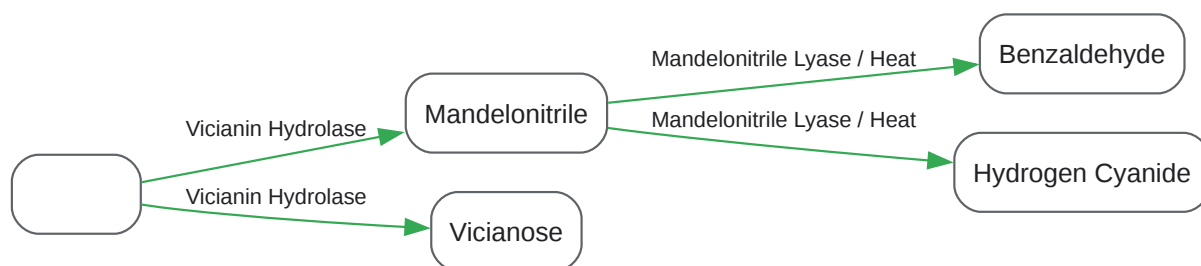 Vicianin Hydrolase
Vicianin Hydrolase
Mandelonitrile
Vicianose
Mandelonitrile Lyase / Heat
Mandelonitrile Lyase / Heat
Benzaldehyde
Hydrogen Cyanide